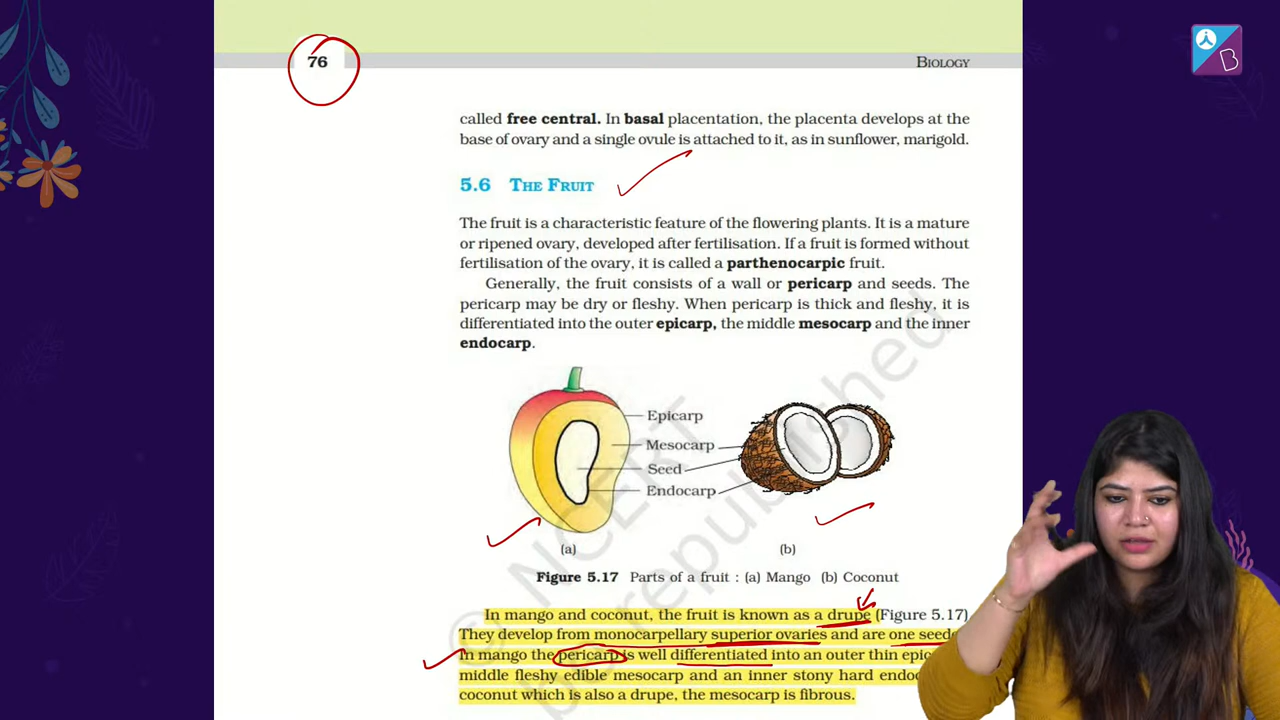 76
BIOLOGY
B
called free central. In basal placentation, the placenta develops at the
base of ovary and a single ovule is attached to it, as in sunflower, marigold.
5.6 THE FRUIT
The fruit is a characteristic feature of the flowering plants. It is a mature
or ripened ovary, developed after fertilisation. If a fruit is formed without
fertilisation of the ovary, it is called a parthenocarpic fruit.
Generally, the fruit consists of a wall or pericarp and seeds. The
pericarp may be dry or fleshy. When pericarp is thick and fleshy, it is
differentiated into the outer epicarp, the middle mesocarp and the inner
endocarp.
Epicarp
Mesocarp
Seed
Endocarp
(a)
(b)
© NCERT
republished
Figure 5.17 Parts of a fruit : (a) Mango (b) Coconut
In mango and coconut, the fruit is known as a drupe (Figure 5.17)
They develop from monocarpellary superior ovaries and are one
In mango the pericarp is well differentiated into an outer thin
middle fleshy edible mesocarp and an inner stony hard
coconut which is also a drupe, the mesocarp is fibrous.